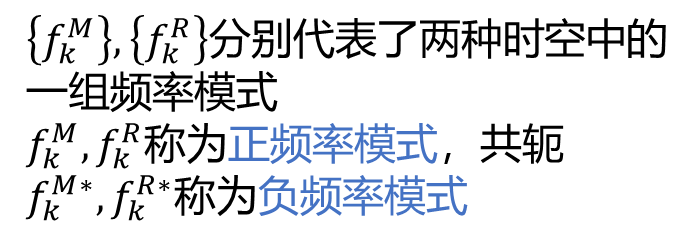 {f_k^M}, {f_k^R}分别代表了两种时空中的
一组频率模式
f_k^M, f_k^R称为正频率模式，共轭
f_k^{M*}, f_k^{R*}称为负频率模式